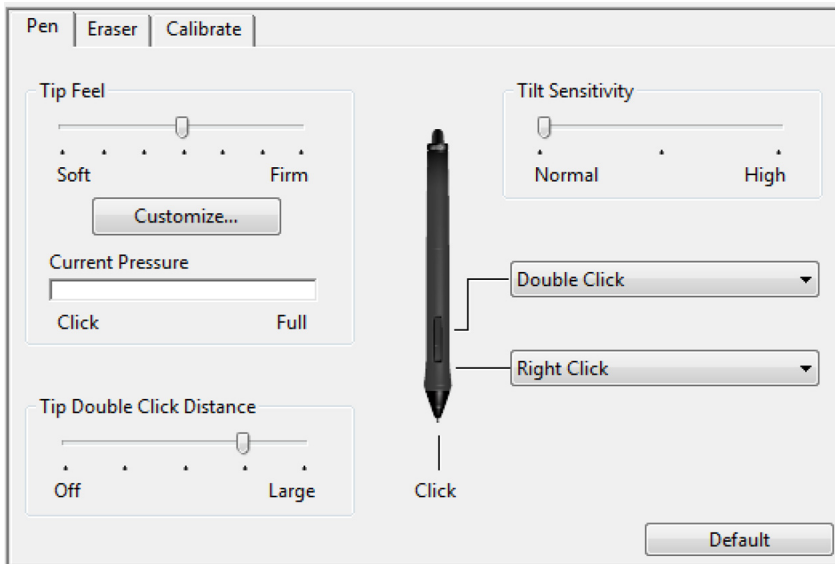 Pen Eraser Calibrate
Tip Feel
Soft Firm
Customize...
Current Pressure
Click Full
Tip Double Click Distance
Off Large
Click
Tilt Sensitivity
Normal High
Double Click
Right Click
Default